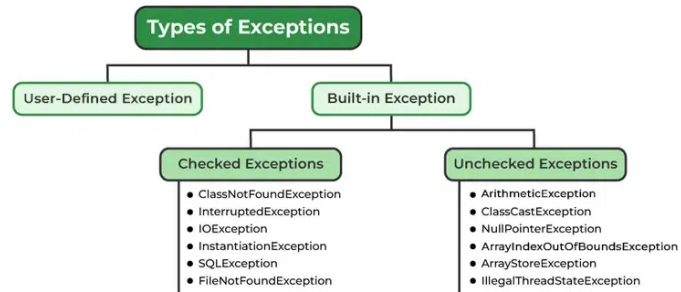 Types of Exceptions
User-Defined Exception
Built-in Exception
Checked Exceptions
ClassNotFoundException
InterruptedException
IOException
InstantiationException
SQLException
FileNotFoundException
Unchecked Exceptions
ArithmeticException
ClassCastException
NullPointerException
ArrayIndexOutOfBoundsException
ArrayStoreException
IllegalThreadStateException